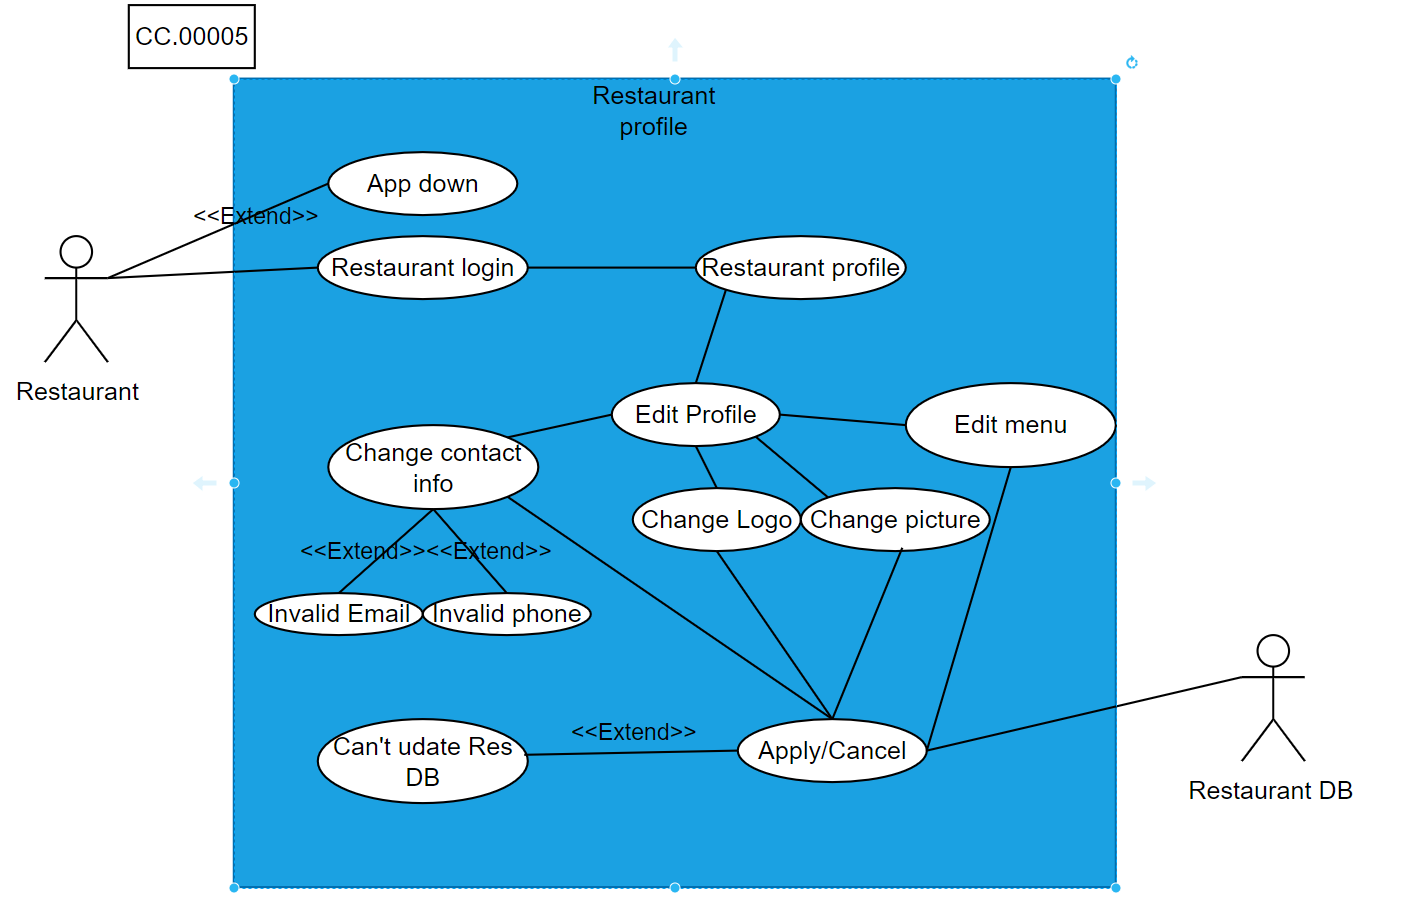 CC.00005
Restaurant
profile
App down
<<Extend>>
Restaurant login
Restaurant profile
Restaurant
Edit Profile
Edit menu
Change contact
info
Change Logo
Change picture
<<Extend>>
<<Extend>>
Invalid Email
Invalid phone
<<Extend>>
Can't udate Res
DB
Apply/Cancel
Restaurant DB